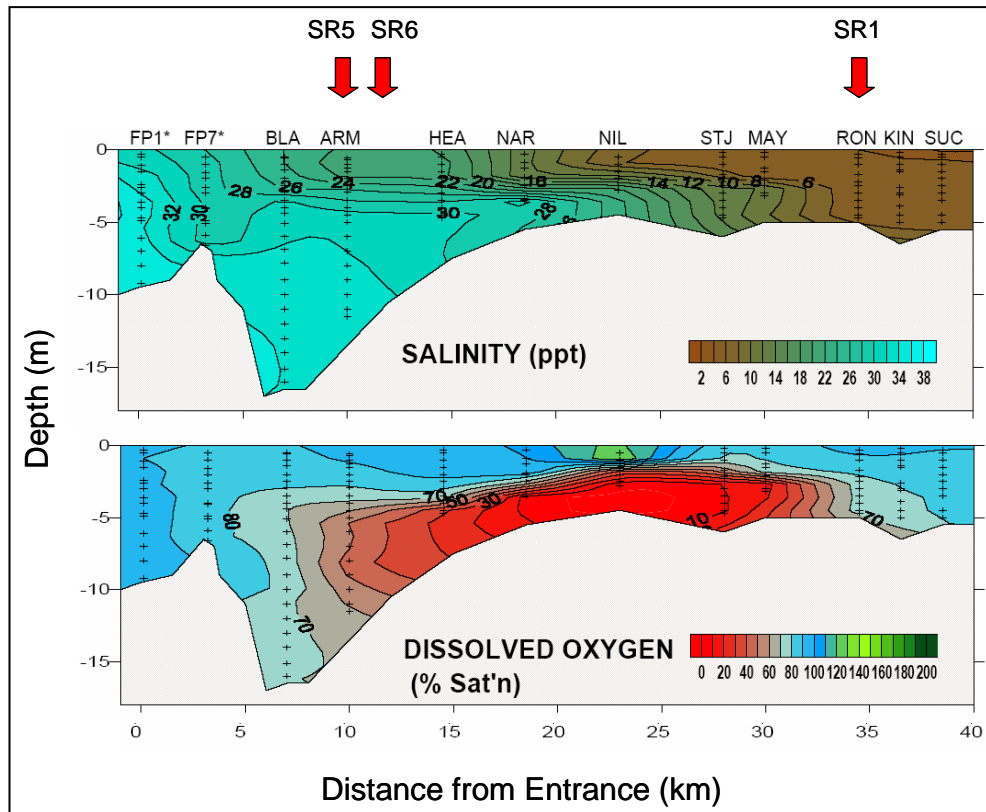 SR5 SR6 SR1
FP1* FP7* BLA ARM HEA NAR NIL STJ MAY RON KIN SUC
0
-5
-10
-15
32 30 28 26 24 22 20 18 14 12 10 8 6
30 28
SALINITY (ppt)
2 6 10 14 18 22 26 30 34 38
Depth (m)
0
-5
-10
-15
80 70 70 50 30 10 70
DISSOLVED OXYGEN
(% Sat'n)
0 20 40 60 80 100 120 140 160 180 200
0 5 10 15 20 25 30 35 40
Distance from Entrance (km)